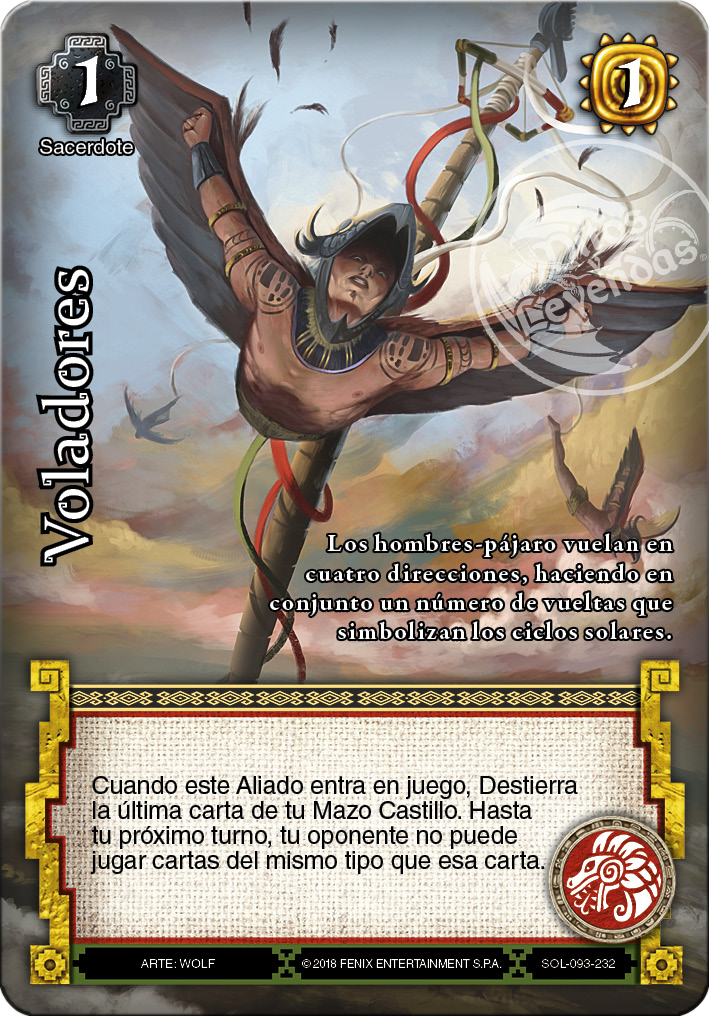 1
Sacerdote
1
Mitos
y
Leyendas
Voladores
Los hombres-pájaro vuelan en
cuatro direcciones, haciendo en
conjunto un número de vueltas que
simbolizan los ciclos solares.
Cuando este Aliado entra en juego, Destierra
la última carta de tu Mazo Castillo. Hasta
tu próximo turno, tu oponente no puede
jugar cartas del mismo tipo que esa carta.
ARTE: WOLF
©2018 FENIX ENTERTAINMENT S.P.A.
SOL-093-232